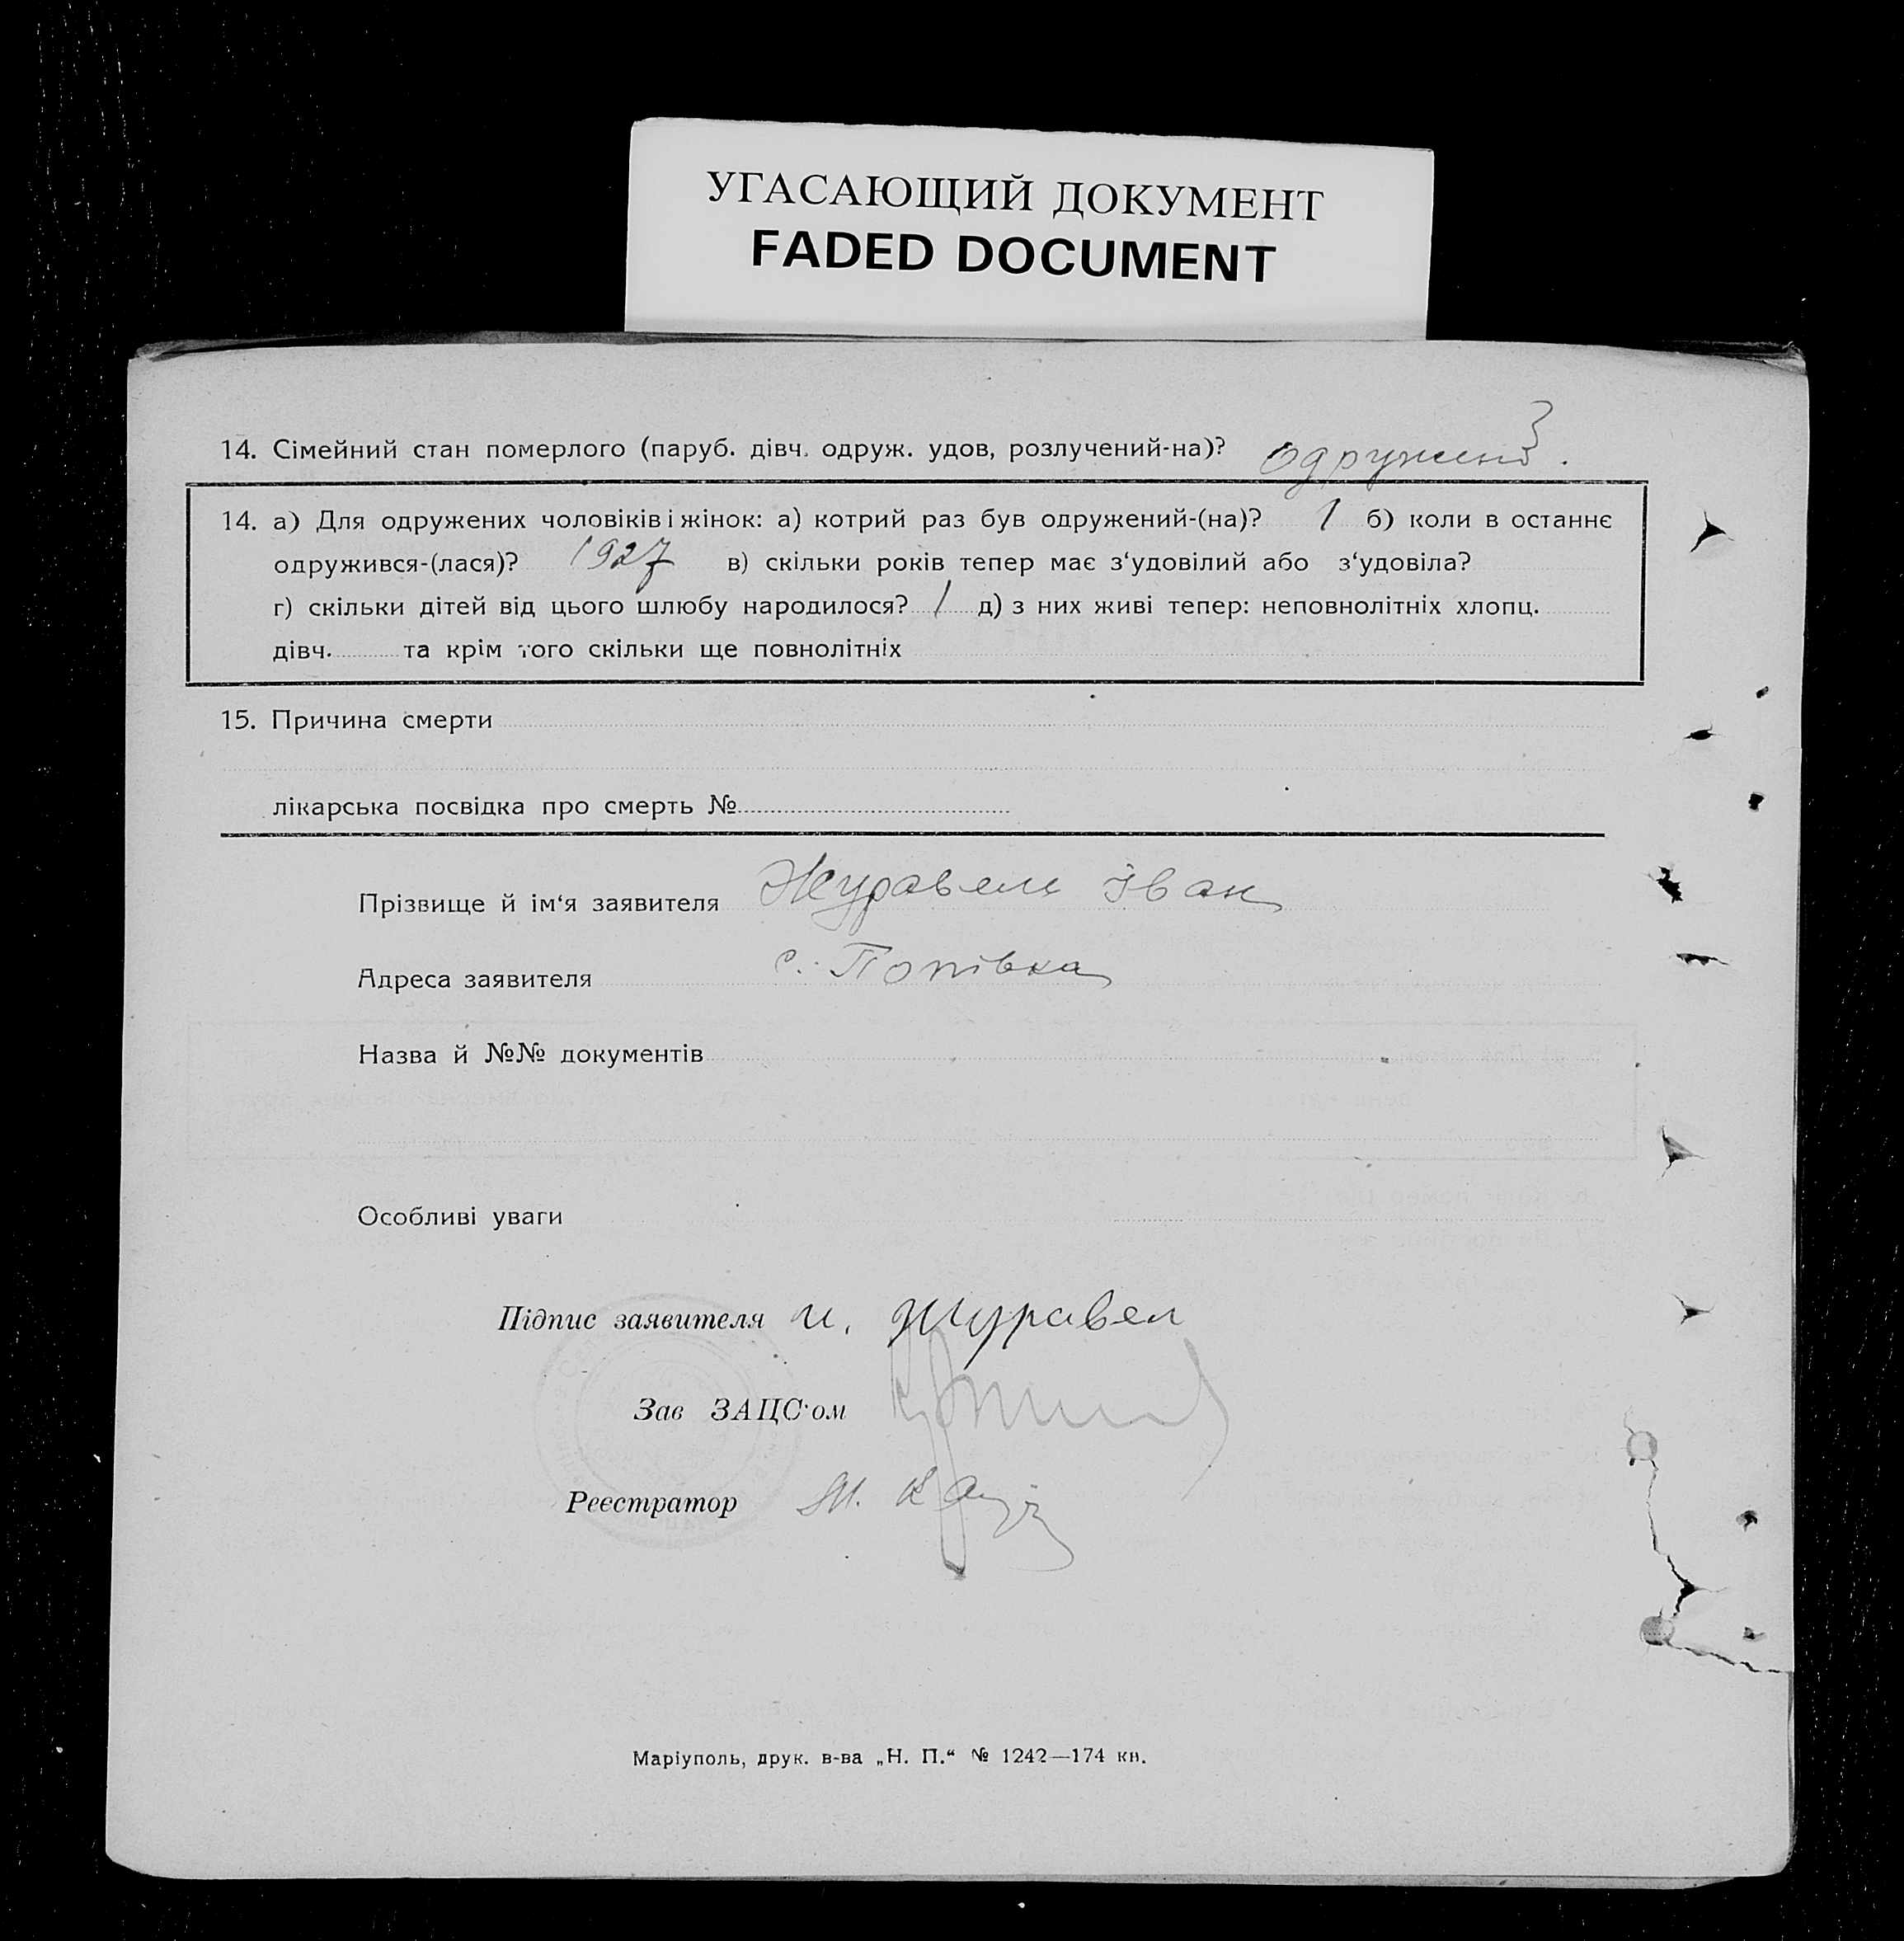 УГАСАЮЩИЙ ДОКУМЕНТ
FADED DOCUMENT
14. Сімейний стан померлого (паруб. дівч. одруж. удов, розлучений-на)?
14. а) Для одружених чоловіків і жінок: а) котрий раз був одружений-(на)? 1 б) коли в останнє
одружився-(лася)? 1927 в) скільки років тепер має з‘удовілий або з‘удовіла?
г) скільки дітей від цього шлюбу народилося? 1 д) з них живі тепер: неповнолітніх хлопц.
дівч. та крім того скільки ще повнолітніх
15. Причина смерти
лікарська посвідка про смерть №
Прізвище й ім‘я заявителя Журавель Іван
Адреса заявителя с. Попівка
Назва й №№ документів
Особливі уваги
Підпис заявителя и. Журавел
Зав ЗАЦС‘ом
Реєстратор
Маріуполь, друк. в-ва „Н. П.“ № 1242—174 кн.